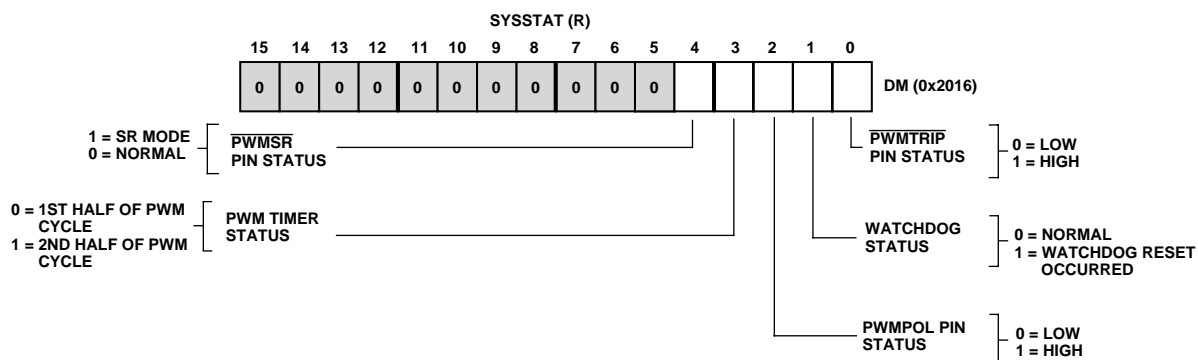 SYSSTAT (R)
15 14 13 12 11 10 9 8 7 6 5 4 3 2 1 0
0 0 0 0 0 0 0 0 0 0 0
DM (0x2016)
1 = SR MODE
0 = NORMAL
PWMSR
PIN STATUS
PWMTRIP
PIN STATUS
0 = LOW
1 = HIGH
0 = 1ST HALF OF PWM
CYCLE
1 = 2ND HALF OF PWM
CYCLE
PWM TIMER
STATUS
WATCHDOG
STATUS
0 = NORMAL
1 = WATCHDOG RESET
OCCURRED
PWMPOL PIN
STATUS
0 = LOW
1 = HIGH